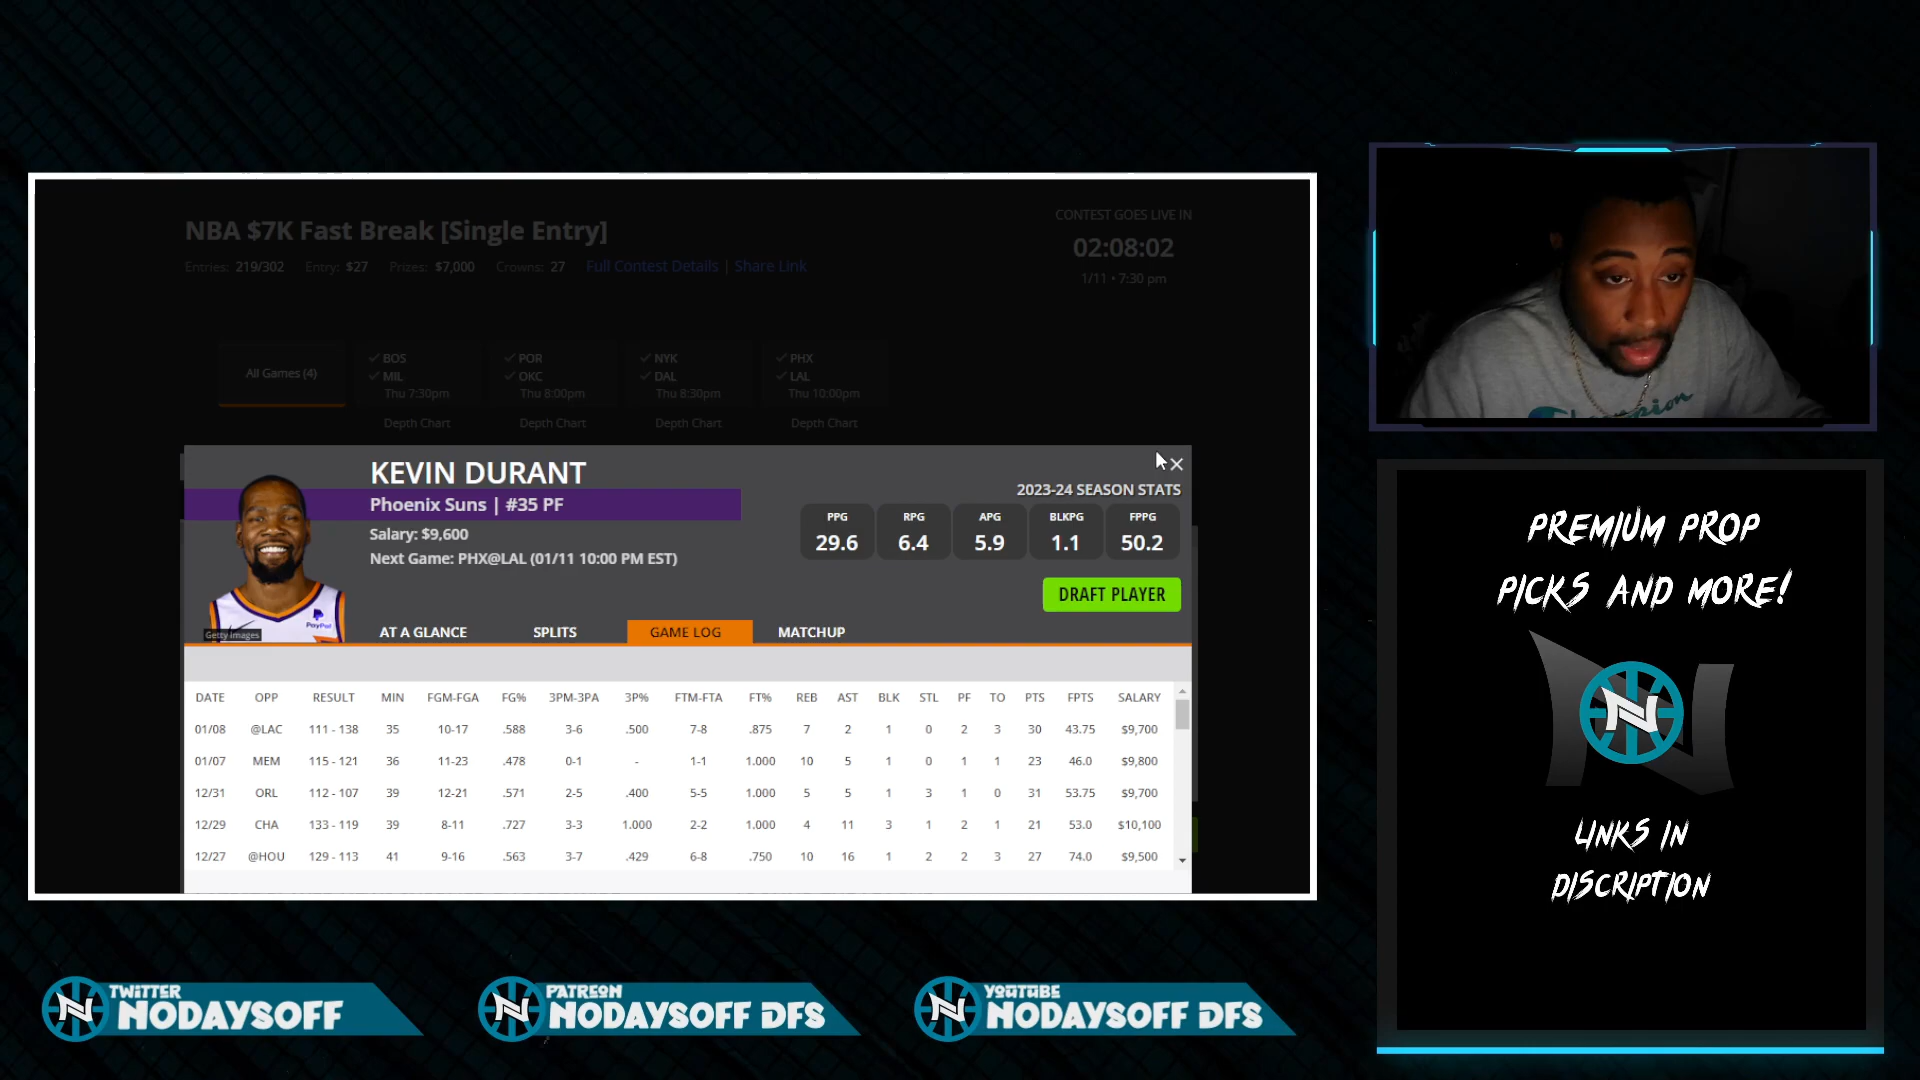 NBA $7K Fast Break [Single Entry]
Entries: 219/302 Entry: $27 Prizes: $7,000 Crowns: 27 Full Contest Details | Share Link
CONTEST GOES LIVE IN
02:08:02
1/11 • 7:30 pm
All Games (4)
BOS
MIL
Thu 7:30pm
Depth Chart
POR
OKC
Thu 8:00pm
Depth Chart
NYK
DAL
Thu 8:30pm
Depth Chart
PHX
LAL
Thu 10:00pm
Depth Chart
KEVIN DURANT
Phoenix Suns | #35 PF
Salary: $9,600
Next Game: PHX@LAL (01/11 10:00 PM EST)
2023-24 SEASON STATS
PPG RPG APG BLKPG FPPG
29.6 6.4 5.9 1.1 50.2
DRAFT PLAYER
PayPal
Getty Images
AT A GLANCE SPLITS GAME LOG MATCHUP
DATE OPP RESULT MIN FGM-FGA FG% 3PM-3PA 3P% FTM-FTA FT% REB AST BLK STL PF TO PTS FPTS SALARY
01/08 @LAC 111 - 138 35 10-17 .588 3-6 .500 7-8 .875 7 2 1 0 2 3 30 43.75 $9,700
01/07 MEM 115 - 121 36 11-23 .478 0-1 - 1-1 1.000 10 5 1 0 1 1 23 46.0 $9,800
12/31 ORL 112 - 107 39 12-21 .571 2-5 .400 5-5 1.000 5 5 1 3 1 0 31 53.75 $9,700
12/29 CHA 133 - 119 39 8-11 .727 3-3 1.000 2-2 1.000 4 11 3 1 2 1 21 53.0 $10,100
12/27 @HOU 129 - 113 41 9-16 .563 3-7 .429 6-8 .750 10 16 1 2 2 3 27 74.0 $9,500
Champion
PREMIUM PROP
PICKS AND MORE!
N
LINKS IN
DISCRIPTION
TWITTER
NODAYSOFF
PATREON
NODAYSOFF DFS
YOUTUBE
NODAYSOFF DFS